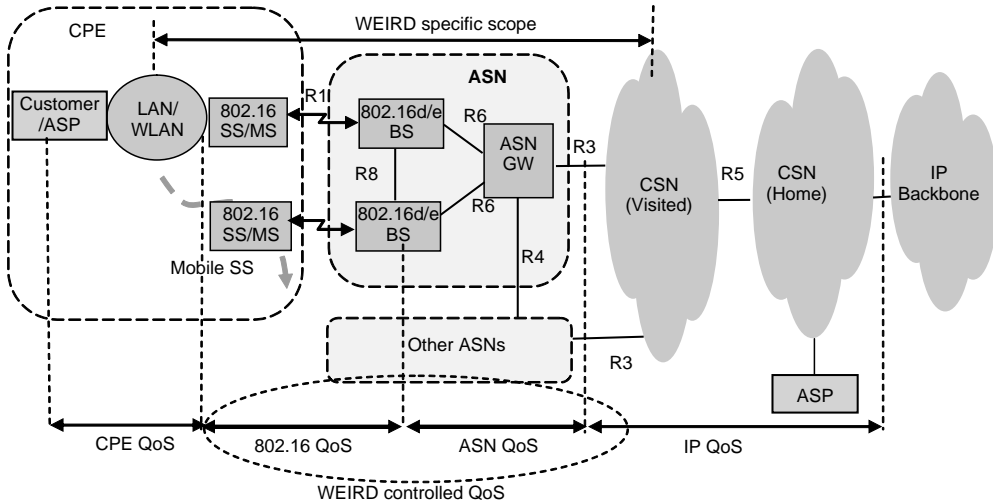 WEIRD specific scope
CPE
ASN
Customer
/ASP
LAN/
WLAN
802.16
SS/MS
R1
802.16d/e
BS
R6
ASN
GW
R3
R8
R6
802.16
SS/MS
802.16d/e
BS
R4
Mobile SS
CSN
(Visited)
R5
CSN
(Home)
IP
Backbone
Other ASNs
R3
ASP
CPE QoS
802.16 QoS
ASN QoS
IP QoS
WEIRD controlled QoS